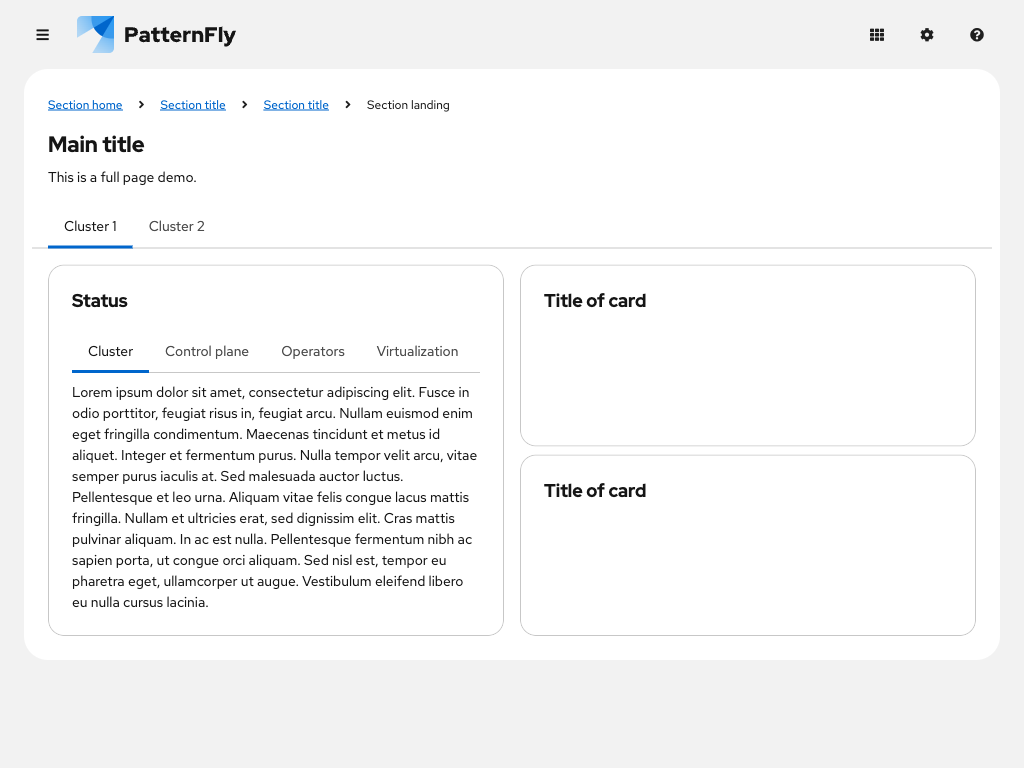 PatternFly
Section home
Section title
Section title
Section landing
Main title
This is a full page demo.
Cluster 1
Cluster 2
Status
Cluster
Control plane
Operators
Virtualization
Lorem ipsum dolor sit amet, consectetur adipiscing elit. Fusce in
odio porttitor, feugiat risus in, feugiat arcu. Nullam euismod enim
eget fringilla condimentum. Maecenas tincidunt et metus id
aliquet. Integer et fermentum purus. Nulla tempor velit arcu, vitae
semper purus iaculis at. Sed malesuada auctor luctus.
Pellentesque et leo urna. Aliquam vitae felis congue lacus mattis
fringilla. Nullam et ultricies erat, sed dignissim elit. Cras mattis
pulvinar aliquam. In ac est nulla. Pellentesque fermentum nibh ac
sapien porta, ut congue orci aliquam. Sed nisl est, tempor eu
pharetra eget, ullamcorper ut augue. Vestibulum eleifend libero
eu nulla cursus lacinia.
Title of card
Title of card